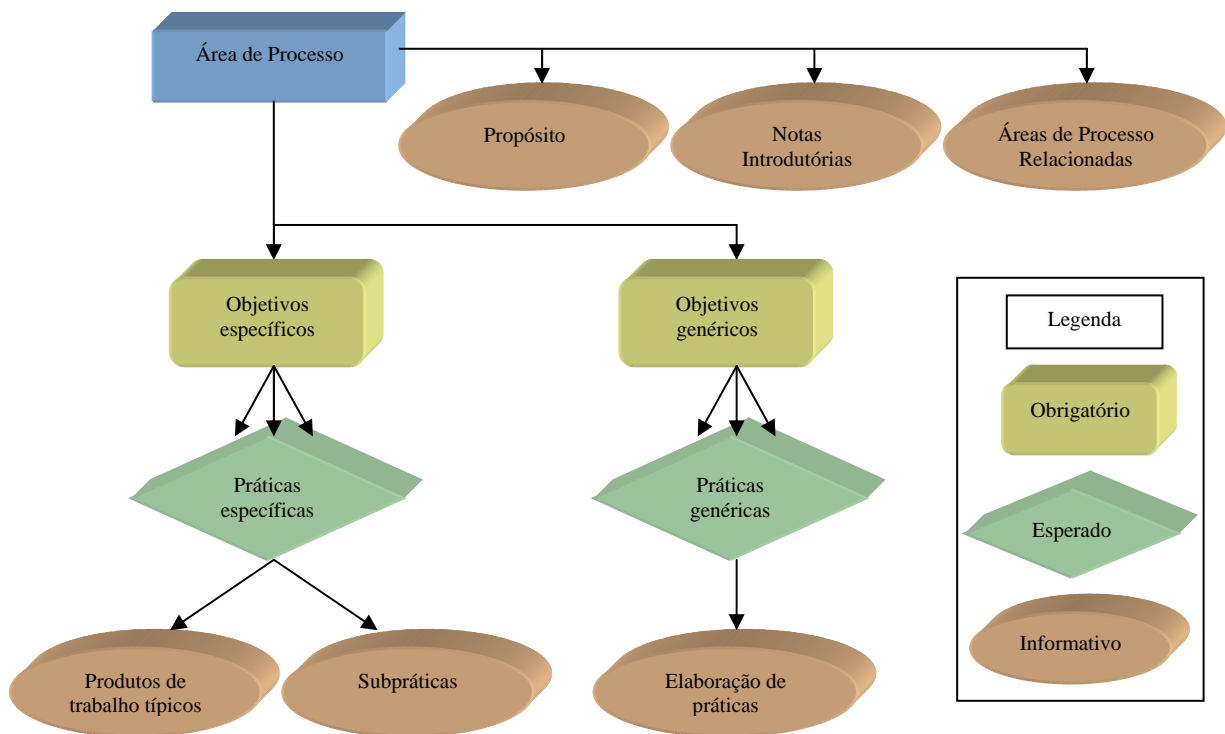 Área de Processo
Propósito
Notas
Introdutórias
Áreas de Processo
Relacionadas
Objetivos
específicos
Objetivos
genéricos
Práticas
específicas
Práticas
genéricas
Produtos de
trabalho típicos
Subpráticas
Elaboração de
práticas
Legenda
Obrigatório
Esperado
Informativo